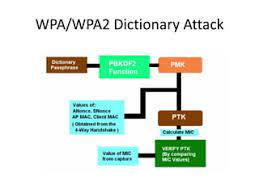 WPA/WPA2 Dictionary Attack
Dictionary
Passphrase
PBKDF2
Function
PMK
Values of:
ANonce, SNonce
AP MAC, Client MAC
( Obtained from the
4-Way Handshake )
PTK
Calculate MIC
Value of MIC
from capture
VERIFY PTK
(By comparing
MIC Values)